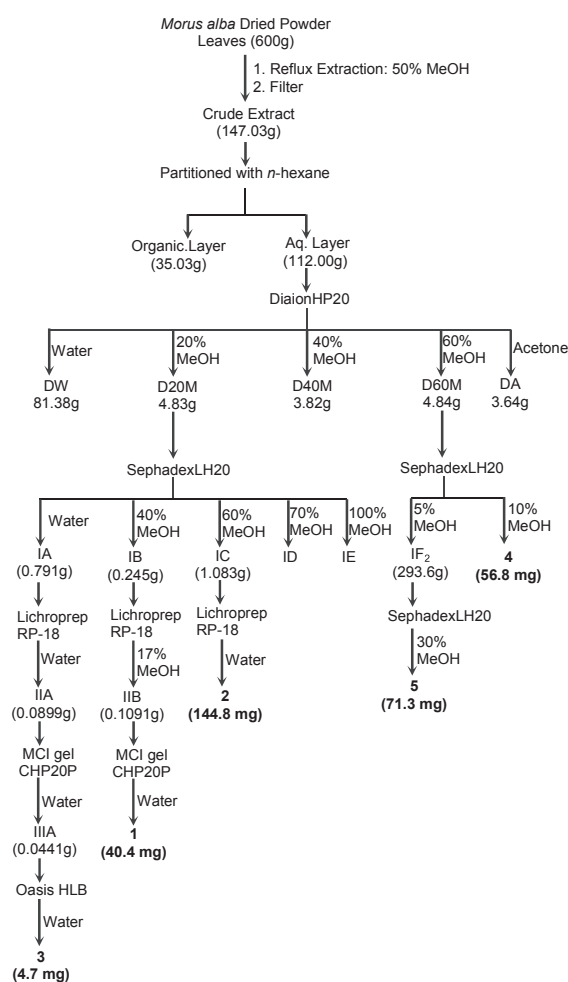 Morus alba Dried Powder
Leaves (600g)
1. Reflux Extraction: 50% MeOH
2. Filter
Crude Extract
(147.03g)
Partitioned with n-hexane
Organic.Layer
(35.03g)
Aq. Layer
(112.00g)
DiaionHP20
Water
20%
MeOH
40%
MeOH
60%
MeOH
Acetone
DW
81.38g
D20M
4.83g
D40M
3.82g
D60M
4.84g
DA
3.64g
SephadexLH20
SephadexLH20
Water
40%
MeOH
60%
MeOH
70%
MeOH
100%
MeOH
5%
MeOH
10%
MeOH
IA
(0.791g)
IB
(0.245g)
IC
(1.083g)
ID
IE
IF2
(293.6g)
4
(56.8 mg)
Lichroprep
RP-18
Lichroprep
RP-18
Lichroprep
RP-18
SephadexLH20
Water
17%
MeOH
Water
30%
MeOH
IIA
(0.0899g)
IIB
(0.1091g)
2
(144.8 mg)
5
(71.3 mg)
MCI gel
CHP20P
MCI gel
CHP20P
Water
Water
IIIA
(0.0441g)
1
(40.4 mg)
Oasis HLB
Water
3
(4.7 mg)